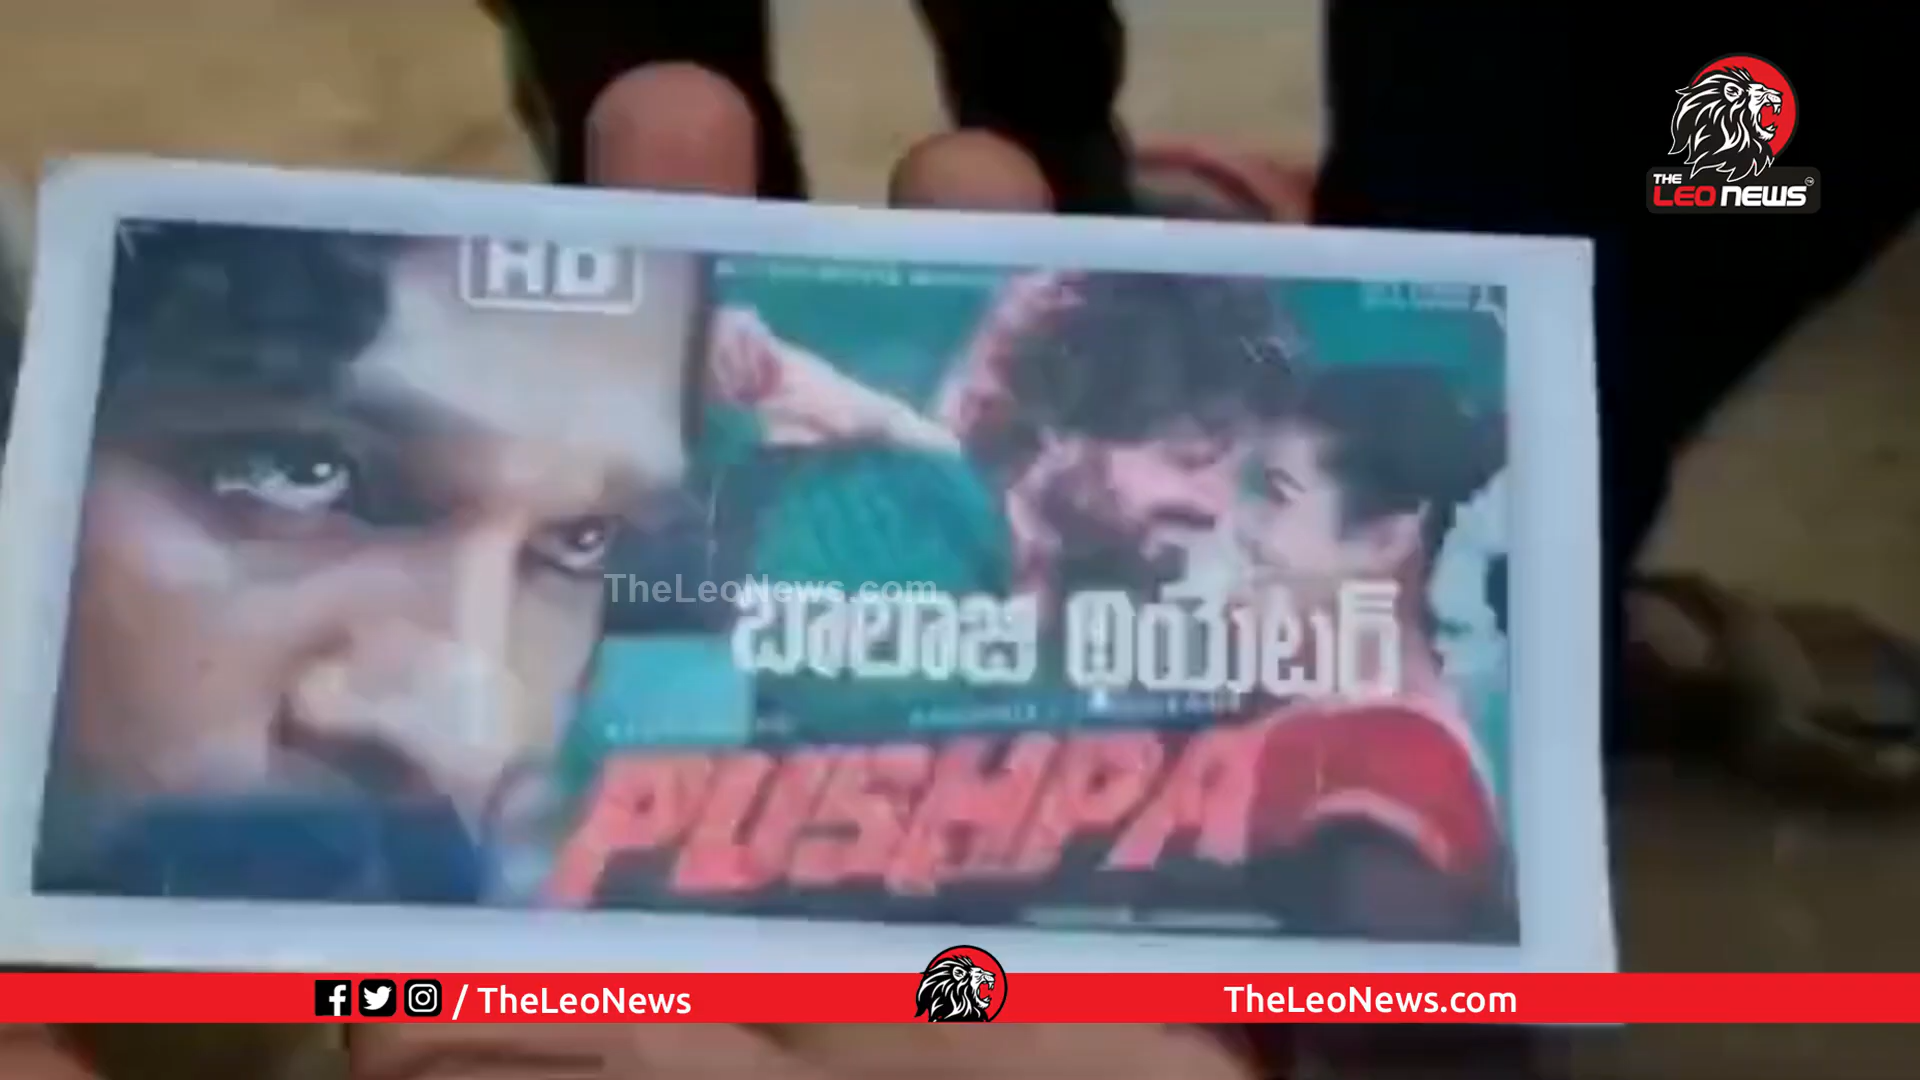 THE
LEO NEWS
HD
TheLeoNews.com
బాలాజీ థియేటర్
PUSHPA
/ TheLeoNews
TheLeoNews.com